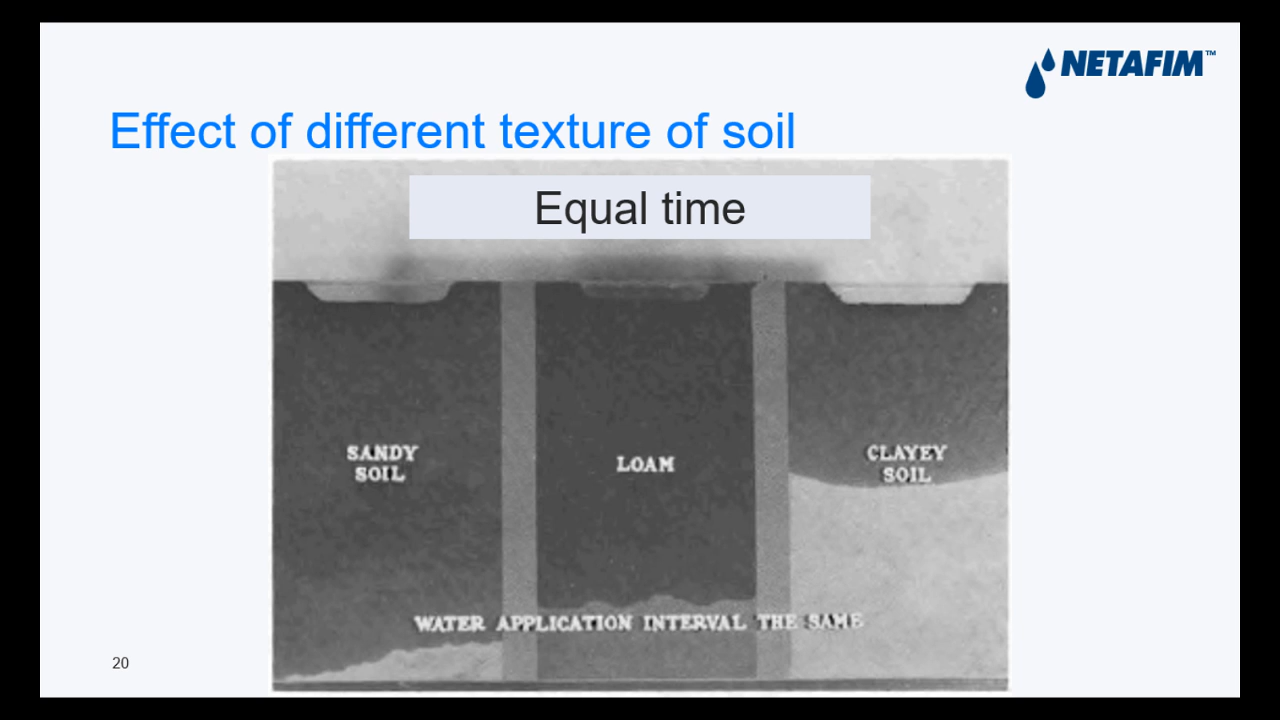 NETAFIM™
Effect of different texture of soil
Equal time
SANDY
SOIL
LOAM
CLAYEY
SOIL
WATER APPLICATION INTERVAL THE SAME
20